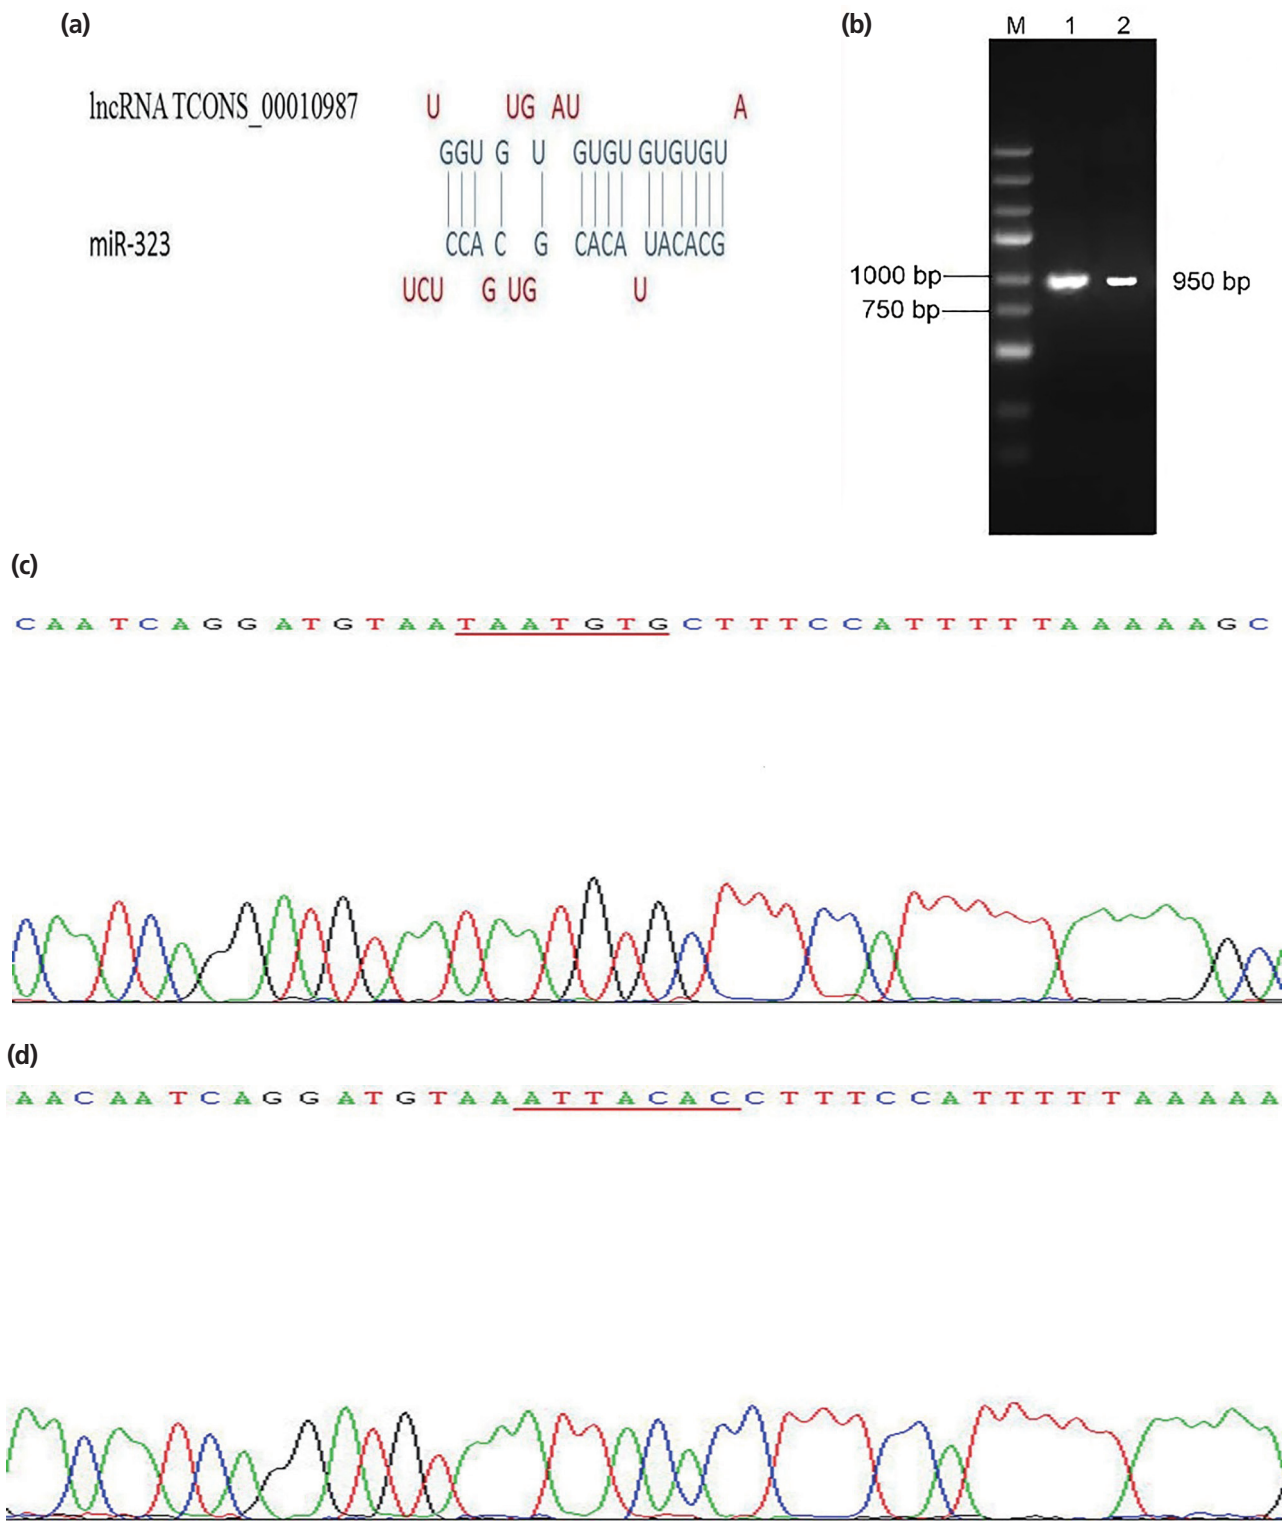 (a)
lncRNA TCONS_00010987 U UG AU A
GGU G U GUGU GUGUGU
miR-323 CCA C G CACA UACACG
UCU G UG U
(b)
M 1 2
1000 bp
750 bp
950 bp
(c)
C A A T C A G G A T G T A A T A A T G T G C T T T C C A T T T T T A A A A A G C
(d)
A A C A A T C A G G A T G T A A A T T A C A C C T T T C C A T T T T T A A A A A